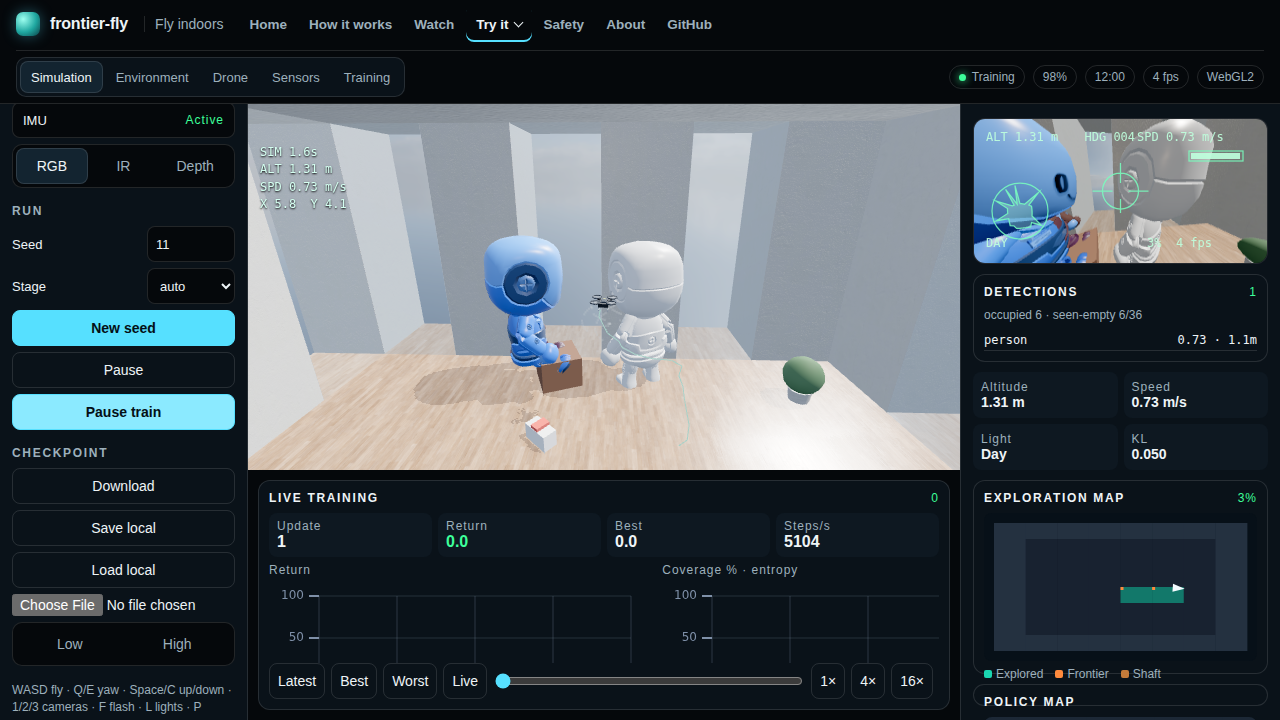 frontier-fly
Fly indoors
Home
How it works
Watch
Try it
Safety
About
GitHub
Simulation
Environment
Drone
Sensors
Training
Training
98%
12:00
4 fps
WebGL2
IMU
Active
RGB
IR
Depth
RUN
Seed
11
Stage
auto
New seed
Pause
Pause train
CHECKPOINT
Download
Save local
Load local
Choose File No file chosen
Low
High
WASD fly · Q/E yaw · Space/C up/down ·
1/2/3 cameras · F flash · L lights · P
SIM 1.6s
ALT 1.31 m
SPD 0.73 m/s
X 5.8 Y 4.1
LIVE TRAINING
0
Update
1
Return
0.0
Best
0.0
Steps/s
5104
Return
100
50
Coverage % · entropy
100
50
Latest
Best
Worst
Live
1×
4×
16×
ALT 1.31 m
HDG 004
SPD 0.73 m/s
DAY
3% 4 fps
DETECTIONS
1
occupied 6 · seen-empty 6/36
person
0.73 · 1.1m
Altitude
1.31 m
Speed
0.73 m/s
Light
Day
KL
0.050
EXPLORATION MAP
3%
Explored
Frontier
Shaft
POLICY MAP